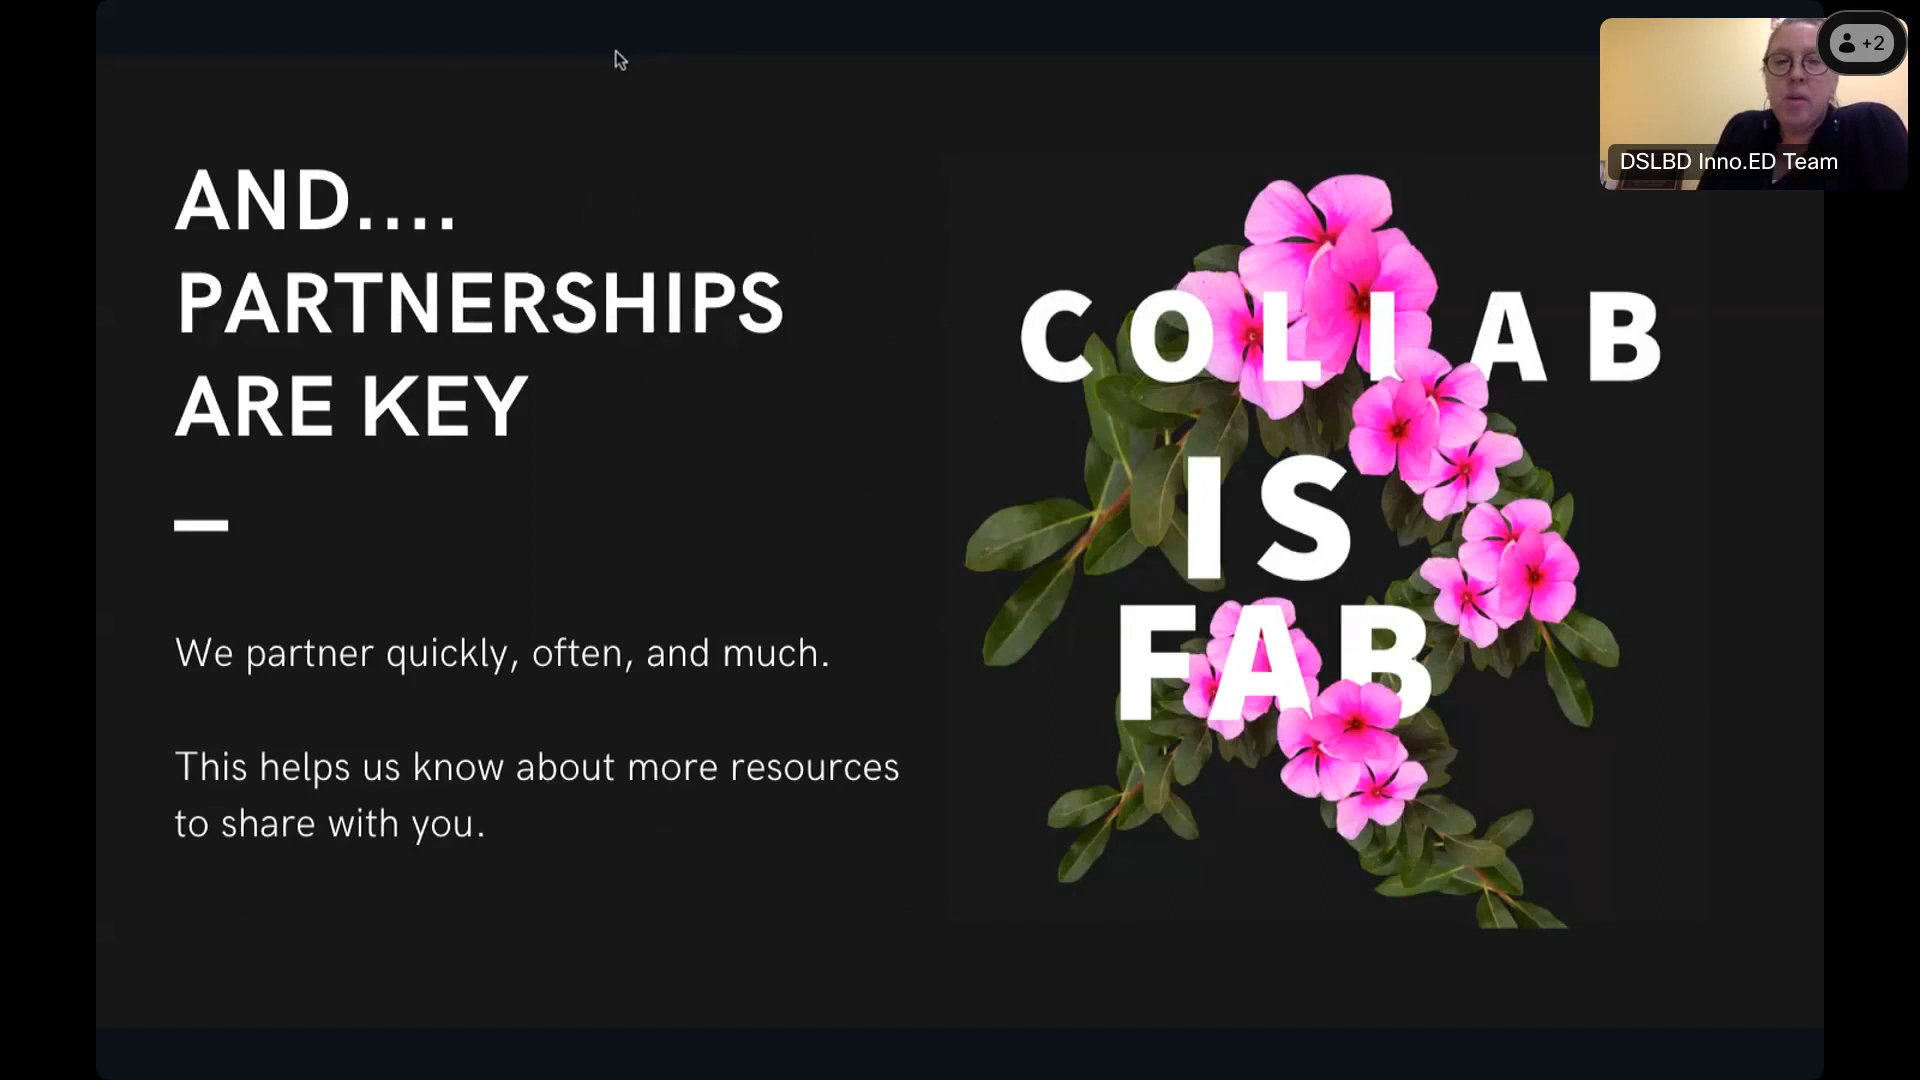 AND....
PARTNERSHIPS
ARE KEY
We partner quickly, often, and much.
This helps us know about more resources
to share with you.
COLLAB
IS
FAB
+2
DSLBD Inno.ED Team